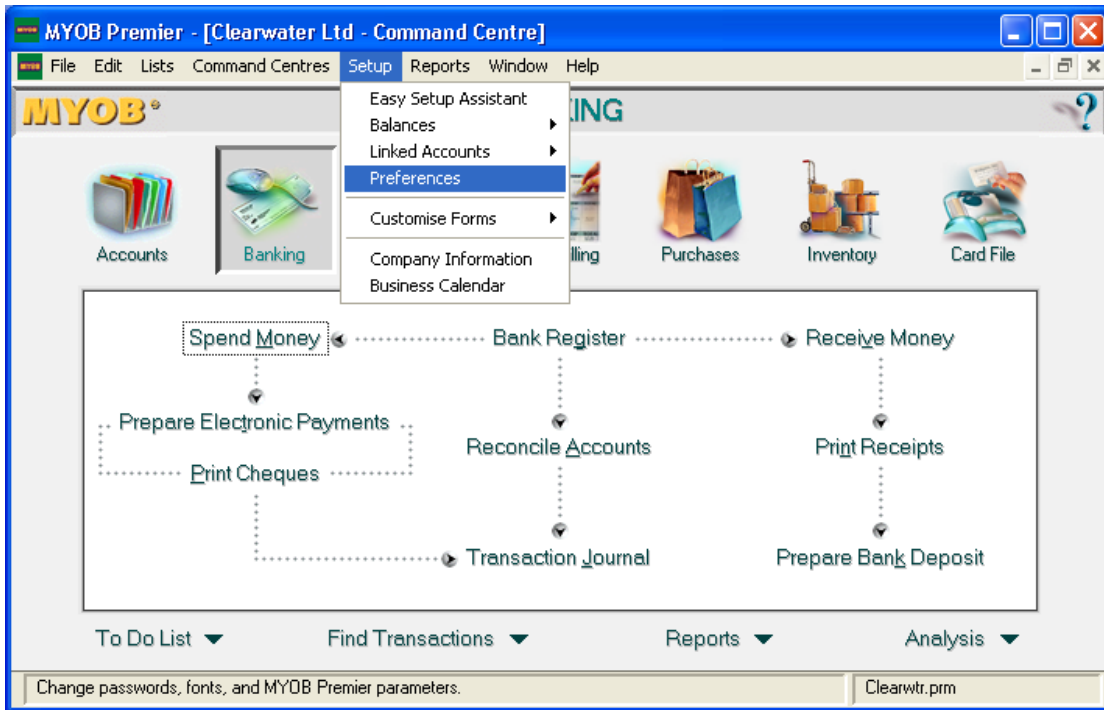 MYOB Premier - [Clearwater Ltd - Command Centre]
File Edit Lists Command Centres Setup Reports Window Help
MYOB
KING
Easy Setup Assistant
Balances
Linked Accounts
Preferences
Customise Forms
Company Information
Business Calendar
Accounts Banking lling Purchases Inventory Card File
Spend Money Bank Register Receive Money
Prepare Electronic Payments
Reconcile Accounts Print Receipts
Print Cheques
Transaction Journal Prepare Bank Deposit
To Do List Find Transactions Reports Analysis
Change passwords, fonts, and MYOB Premier parameters. Clearwtr.prm